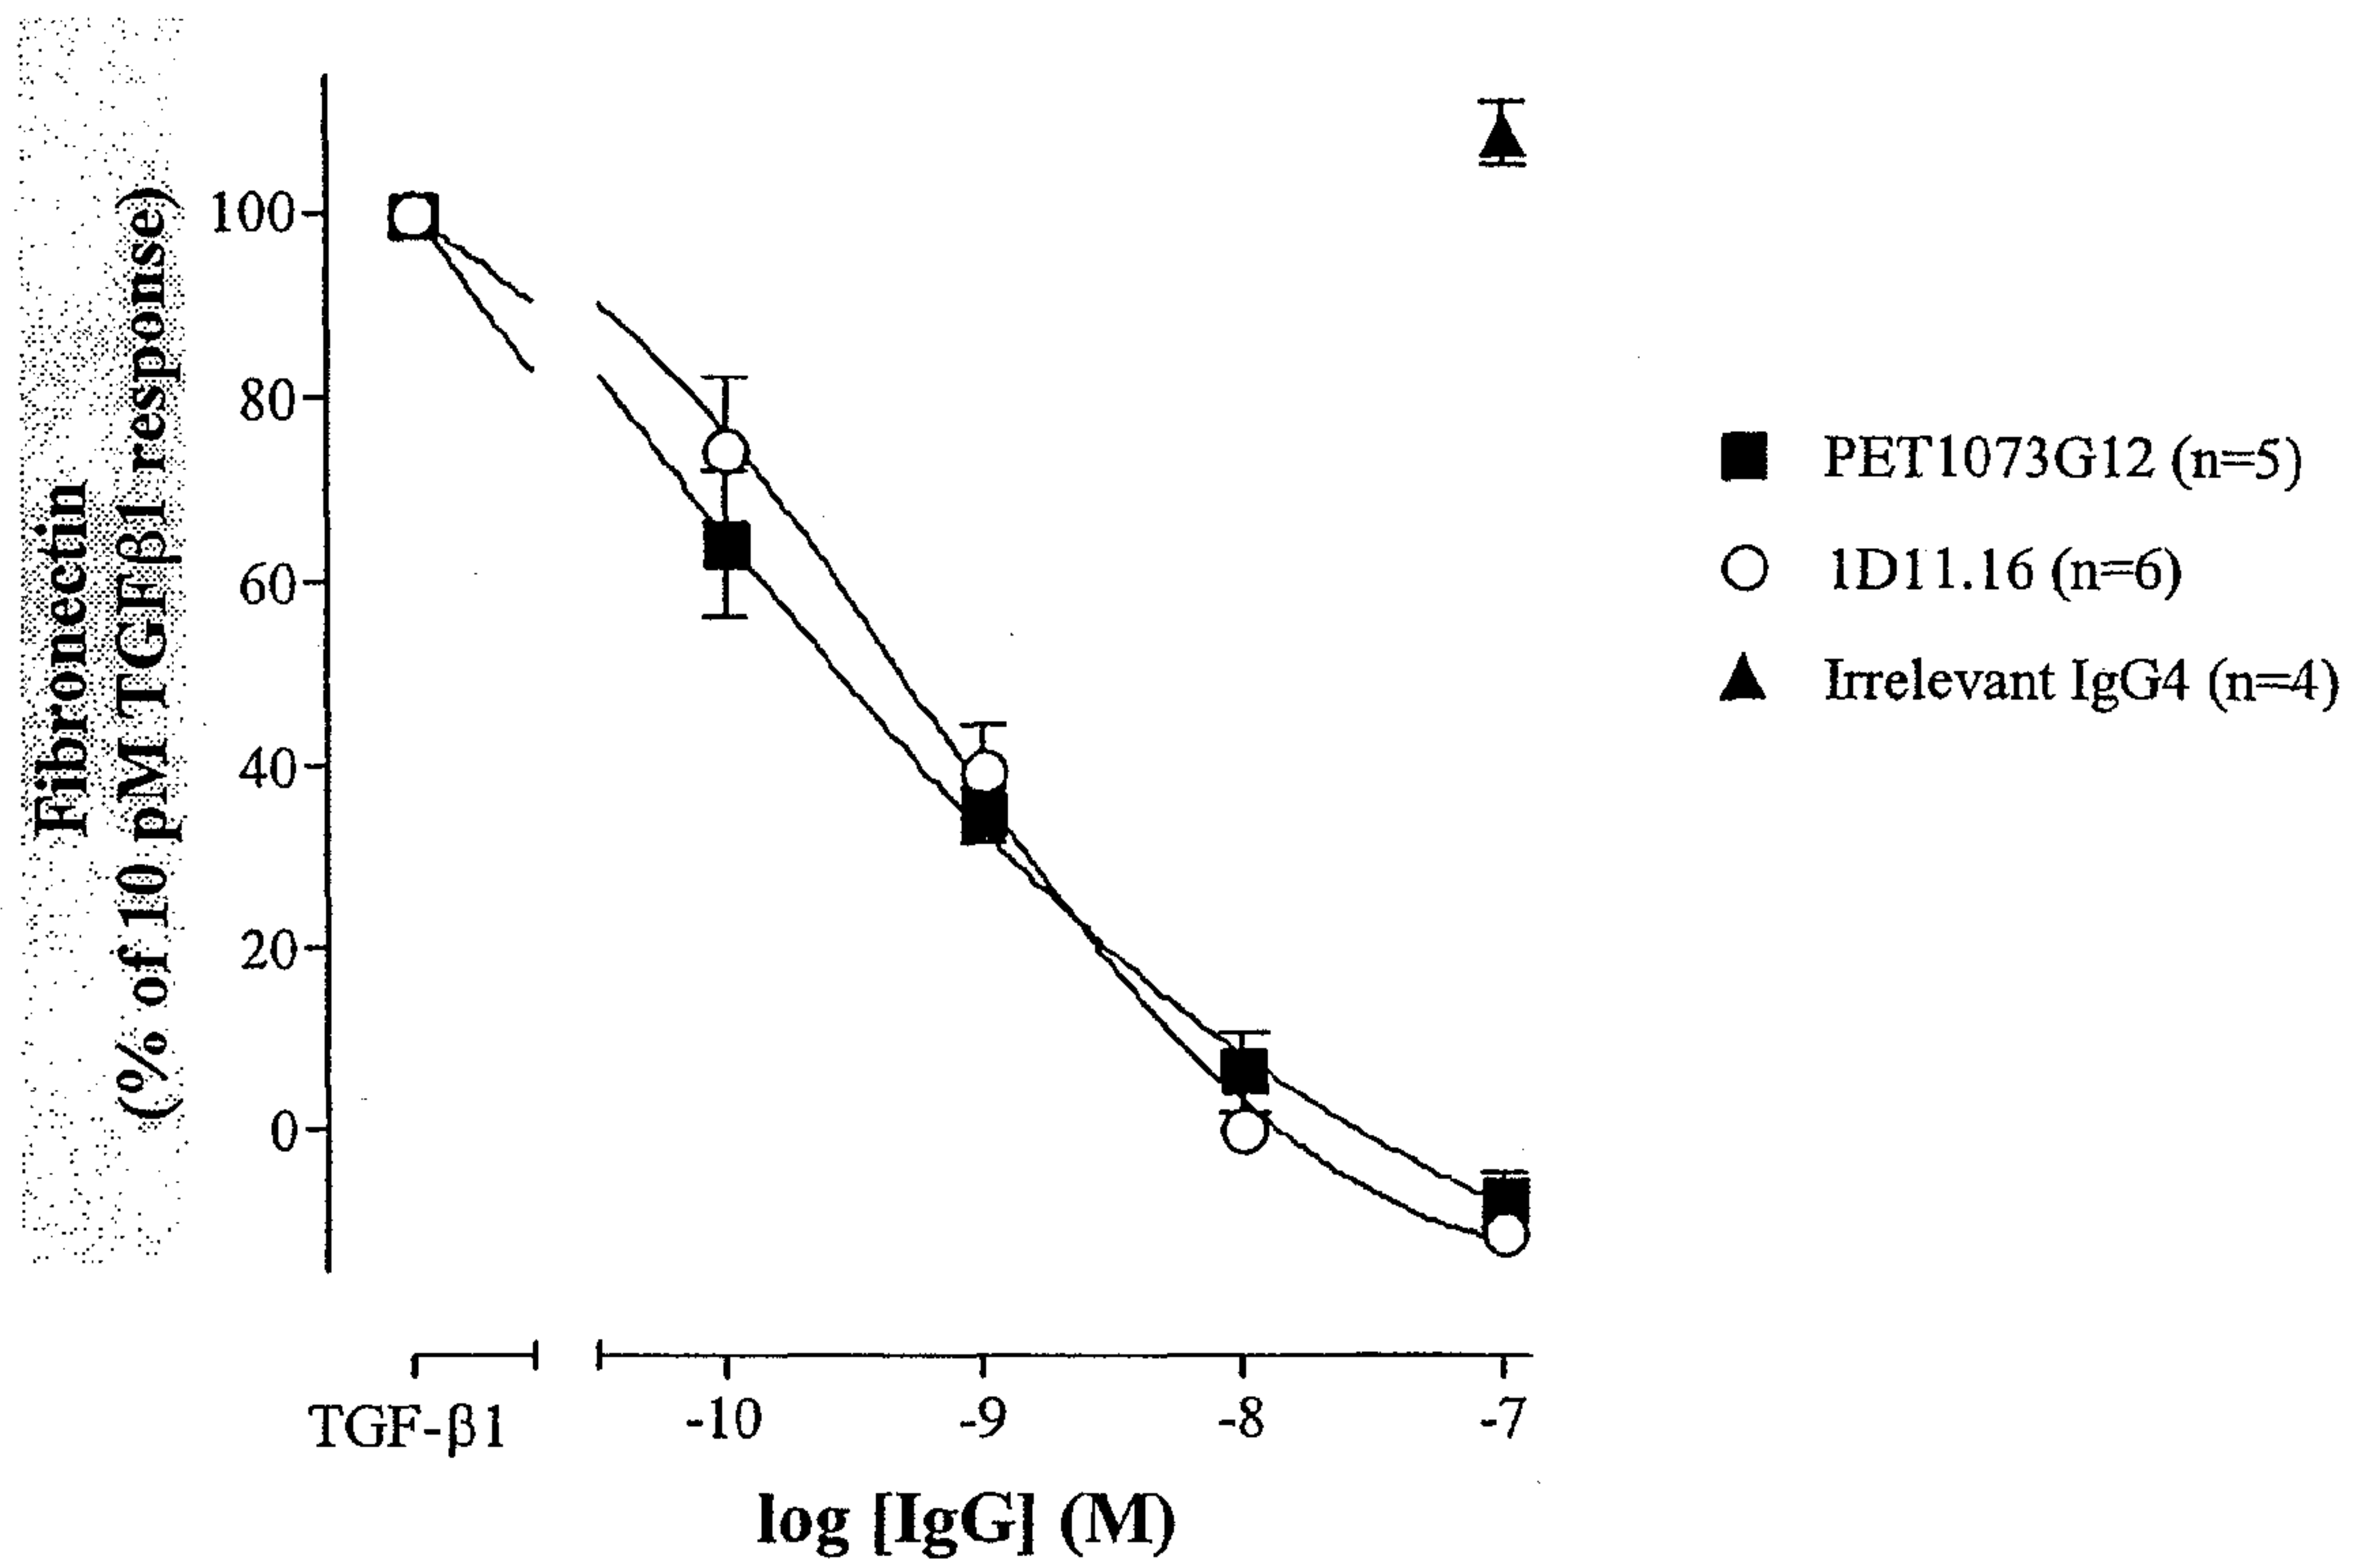 Fibronectin
(% of 10 pM TGFβ1 response)
100
80
60
40
20
0
PET1073G12 (n=5)
1D11.16 (n=6)
Irrelevant IgG4 (n=4)
TGF-β1
-10
-9
-8
-7
log [IgG] (M)